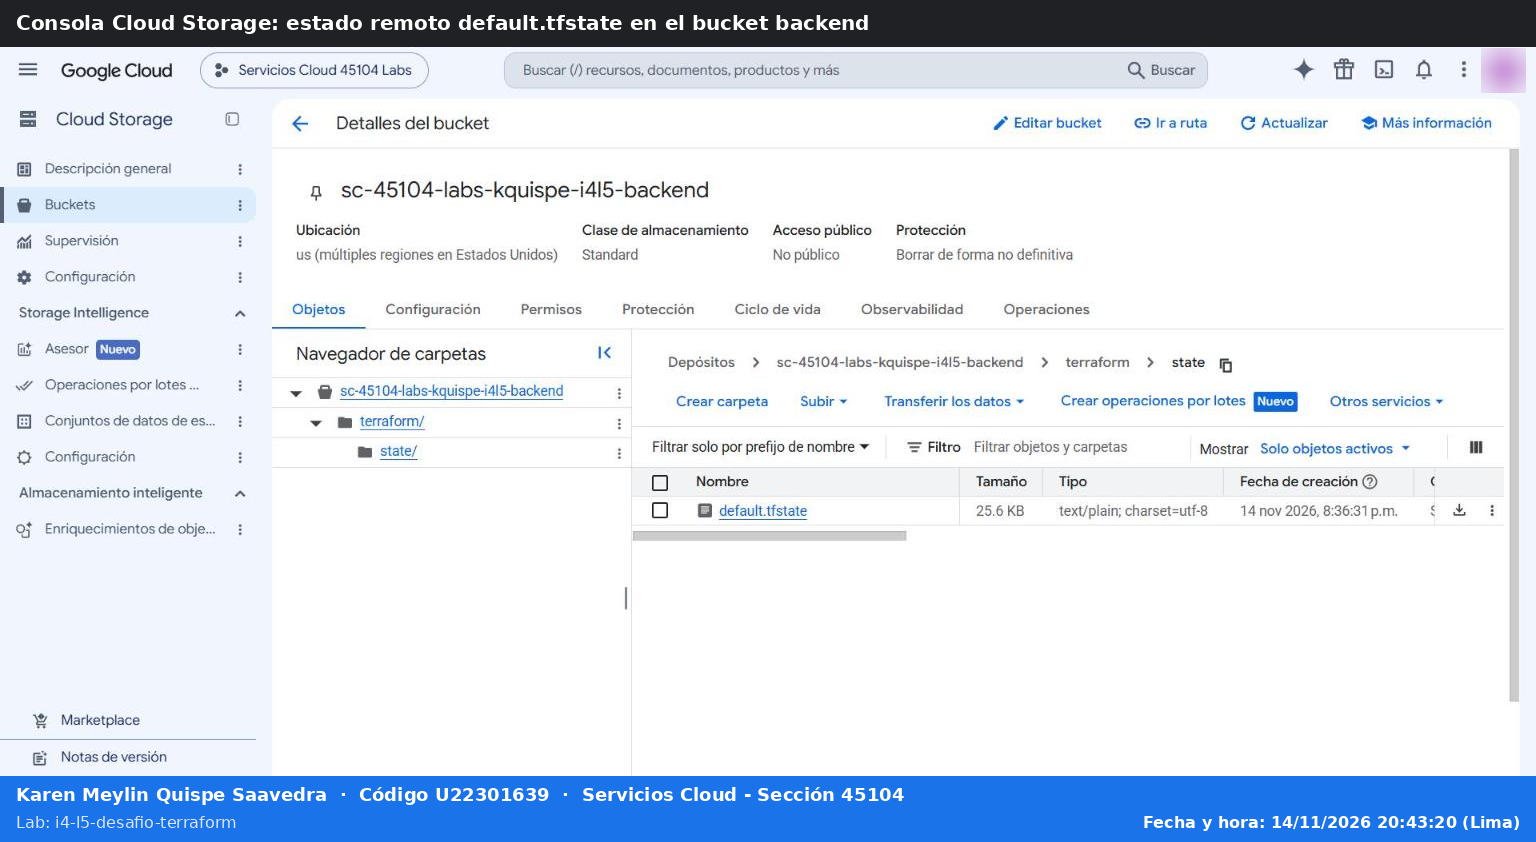 Consola Cloud Storage: estado remoto default.tfstate en el bucket backend
Google Cloud
Servicios Cloud 45104 Labs
Buscar (/) recursos, documentos, productos y más
Buscar
Cloud Storage
Descripción general
Buckets
Supervisión
Configuración
Storage Intelligence
Asesor Nuevo
Operaciones por lotes ...
Conjuntos de datos de es...
Configuración
Almacenamiento inteligente
Enriquecimientos de obje...
Marketplace
Notas de versión
Detalles del bucket
Editar bucket
Ir a ruta
Actualizar
Más información
sc-45104-labs-kquispe-i4l5-backend
Ubicación Clase de almacenamiento Acceso público Protección
us (múltiples regiones en Estados Unidos) Standard No público Borrar de forma no definitiva
Objetos Configuración Permisos Protección Ciclo de vida Observabilidad Operaciones
Navegador de carpetas
sc-45104-labs-kquispe-i4l5-backend
terraform/
state/
Depósitos sc-45104-labs-kquispe-i4l5-backend terraform state
Crear carpeta Subir Transferir los datos Crear operaciones por lotes Nuevo Otros servicios
Filtrar solo por prefijo de nombre Filtro Filtrar objetos y carpetas Mostrar Solo objetos activos
Nombre Tamaño Tipo Fecha de creación
default.tfstate 25.6 KB text/plain; charset=utf-8 14 nov 2026, 8:36:31 p.m.
Karen Meylin Quispe Saavedra · Código U22301639 · Servicios Cloud - Sección 45104
Lab: i4-l5-desafio-terraform
Fecha y hora: 14/11/2026 20:43:20 (Lima)